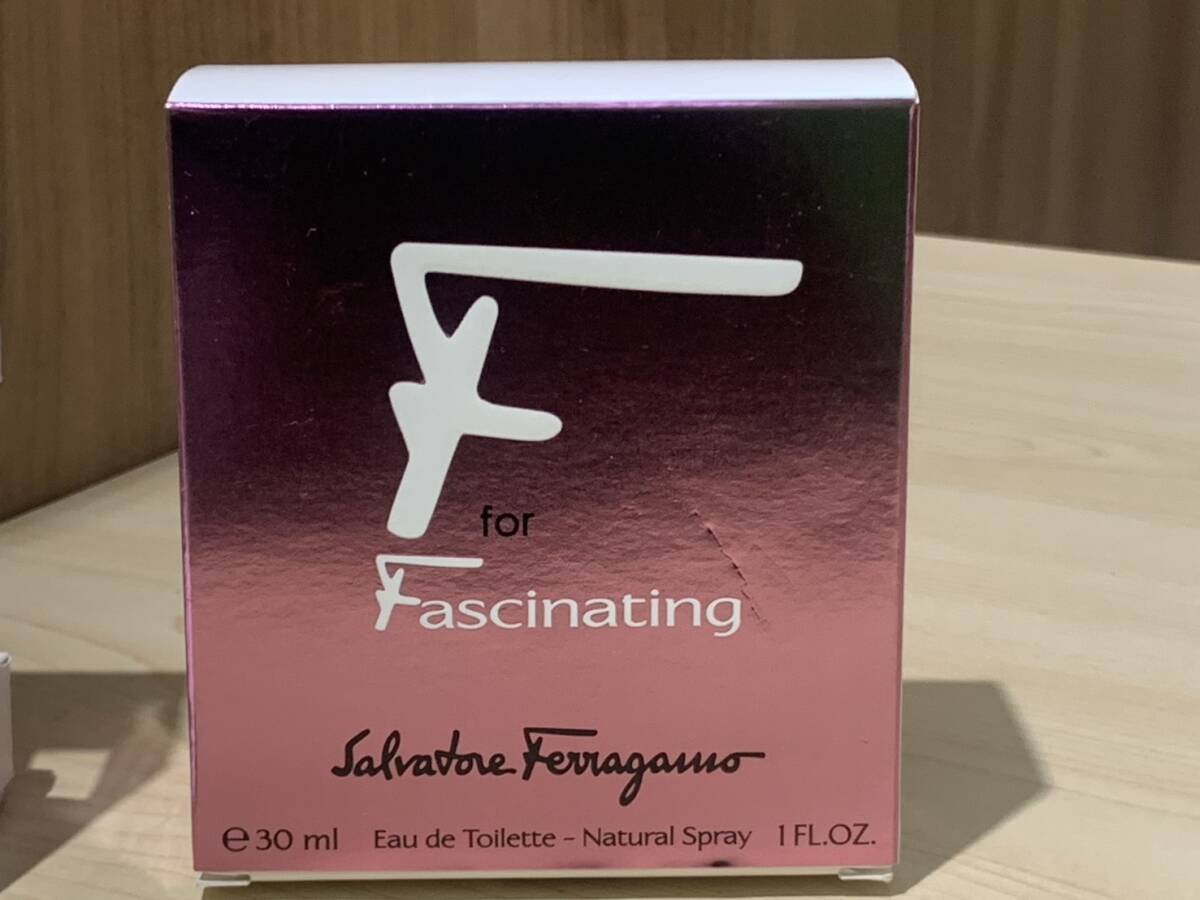 F
for
Fascinating
Salvatore Ferragamo
e 30 ml Eau de Toilette - Natural Spray 1 FL.OZ.